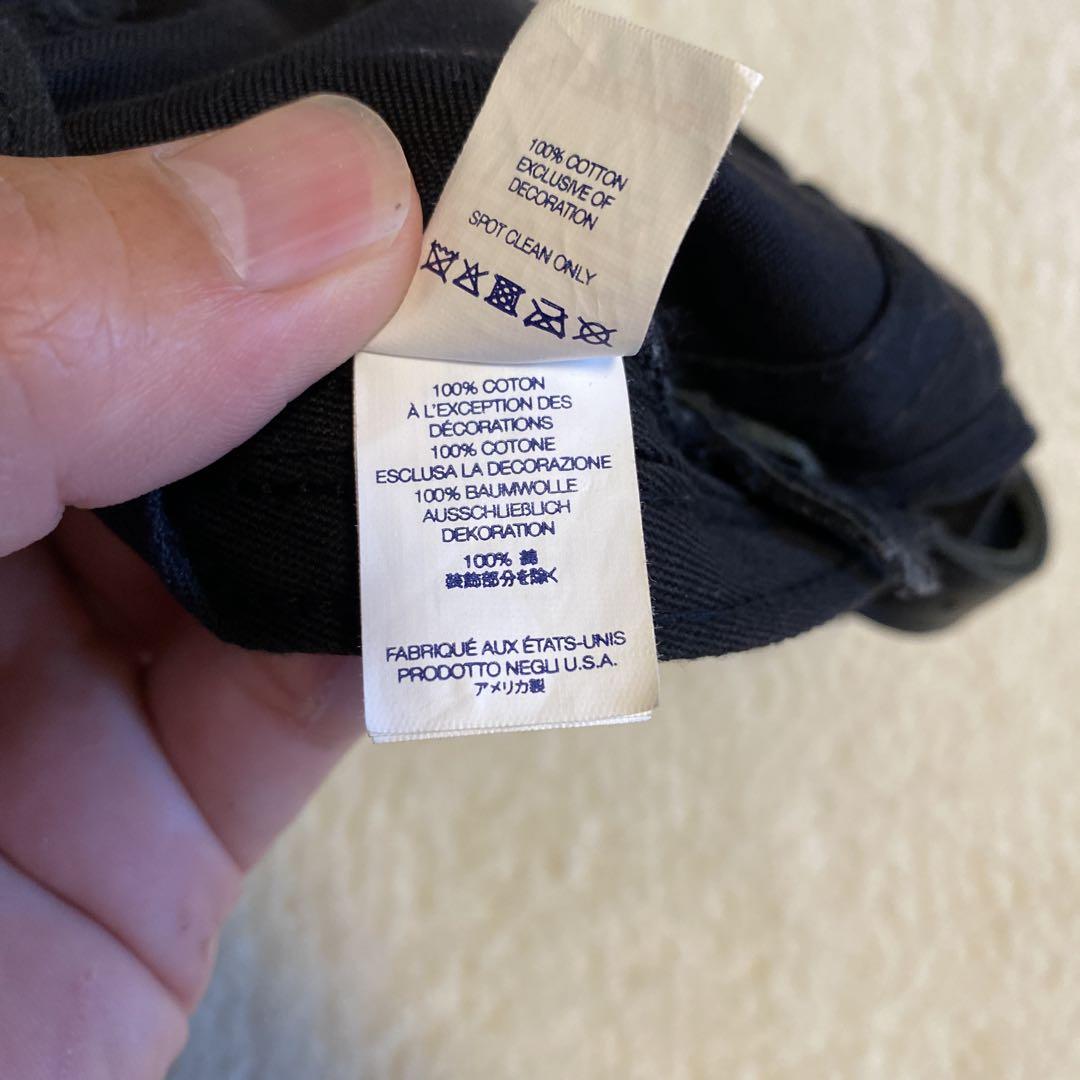 100% COTTON
EXCLUSIVE OF
DECORATION
SPOT CLEAN ONLY
100% COTON
À L'EXCEPTION DES
DÉCORATIONS
100% COTONE
ESCLUSA LA DECORAZIONE
100% BAUMWOLLE
AUSSCHLIEßLICH
DEKORATION
100% 綿
装飾部分を除く
FABRIQUÉ AUX ÉTATS-UNIS
PRODOTTO NEGLI U.S.A.
アメリカ製